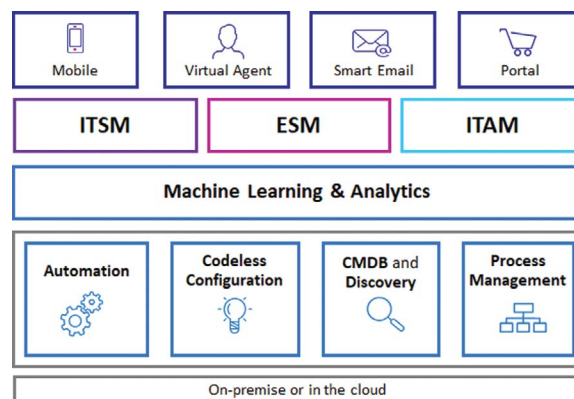 Mobile
Virtual Agent
Smart Email
Portal
ITSM
ESM
ITAM
Machine Learning & Analytics
Automation
Codeless
Configuration
CMDB and
Discovery
Process
Management
On-premise or in the cloud